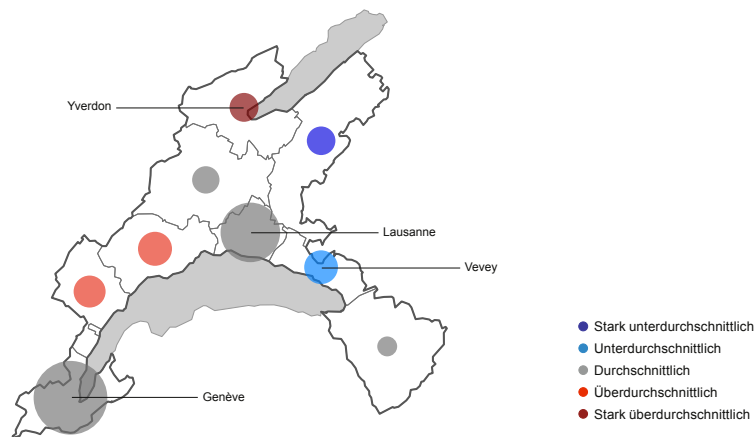 Yverdon
Lausanne
Vevey
Genève
Stark unterdurchschnittlich
Unterdurchschnittlich
Durchschnittlich
Überdurchschnittlich
Stark überdurchschnittlich